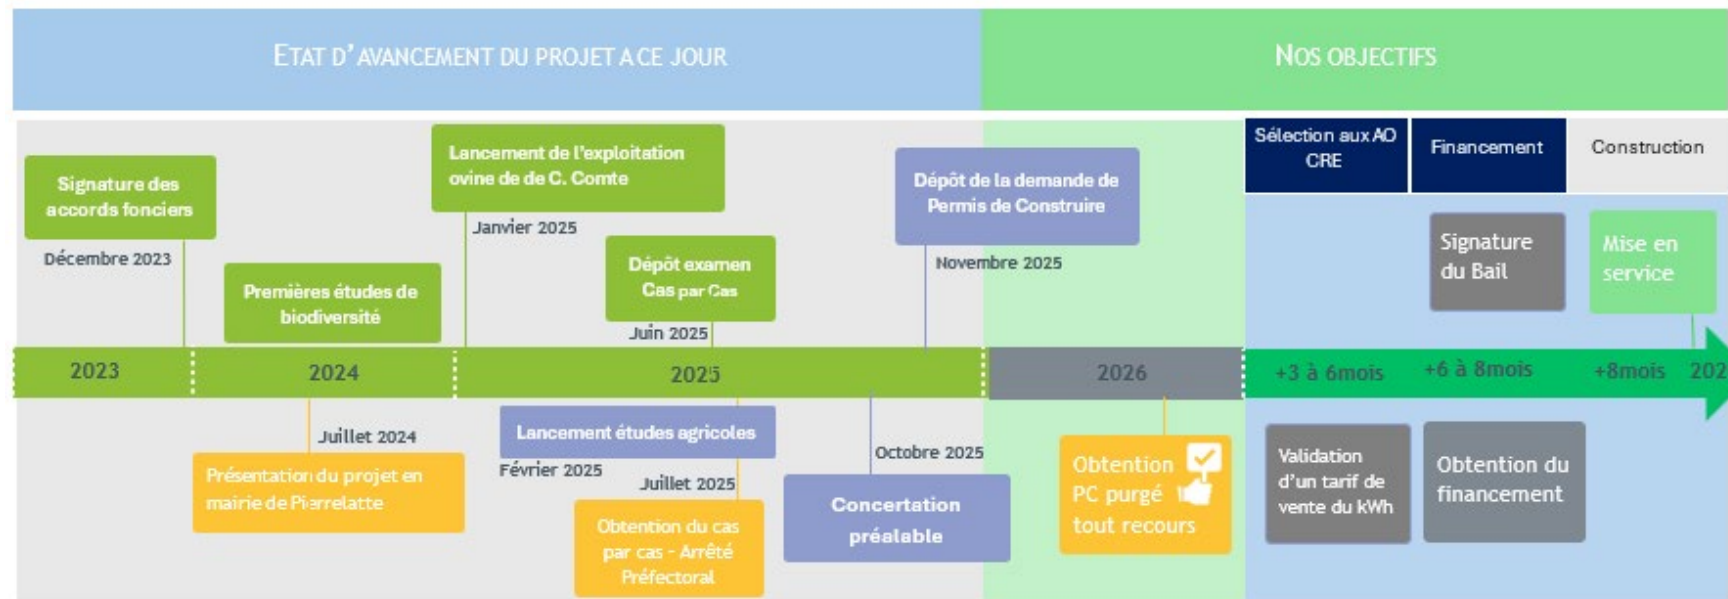 ETAT D'AVANCEMENT DU PROJET A CE JOUR
NOS OBJECTIFS
Signature des
accords fonciers
Décembre 2023
Premières études de
biodiversité
Lancement de l'exploitation
ovine de de C. Comte
Janvier 2025
Dépôt examen
Cas par Cas
Juin 2025
Dépôt de la demande de
Permis de Construire
Novembre 2025
Sélection aux AO
CRE
Financement
Construction
Signature
du Bail
Mise en
service
2023
2024
2025
2026
+3 à 6mois
+6 à 8mois
+8mois
Juillet 2024
Présentation du projet en
mairie de Pierrelatte
Lancement études agricoles
Février 2025
Juillet 2025
Obtention du cas
par cas - Arrêté
Préfectoral
Octobre 2025
Concertation
préalable
Obtention
PC purgé
tout recours
Validation
d'un tarif de
vente du kWh
Obtention du
financement